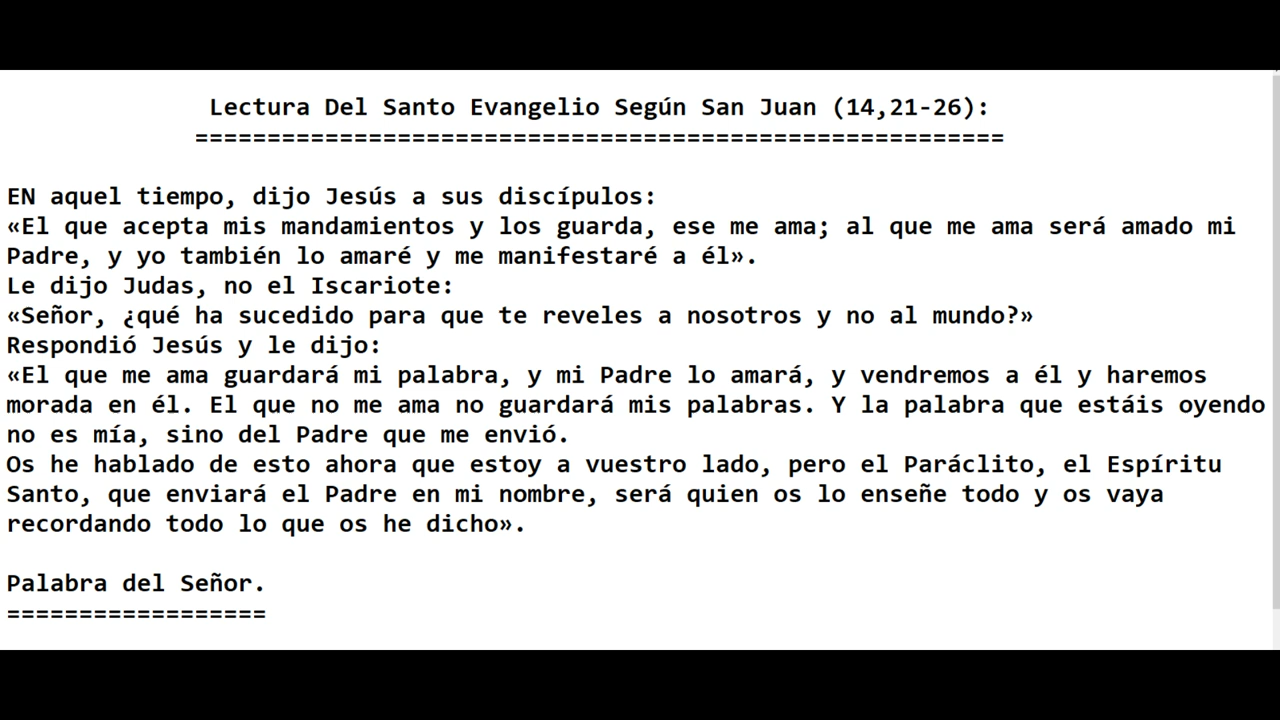 Lectura Del Santo Evangelio Según San Juan (14,21-26):
========================================================
EN aquel tiempo, dijo Jesús a sus discípulos:
«El que acepta mis mandamientos y los guarda, ese me ama; al que me ama será amado mi
Padre, y yo también lo amaré y me manifestaré a él».
Le dijo Judas, no el Iscariote:
«Señor, ¿qué ha sucedido para que te reveles a nosotros y no al mundo?»
Respondió Jesús y le dijo:
«El que me ama guardará mi palabra, y mi Padre lo amará, y vendremos a él y haremos
morada en él. El que no me ama no guardará mis palabras. Y la palabra que estáis oyendo
no es mía, sino del Padre que me envió.
Os he hablado de esto ahora que estoy a vuestro lado, pero el Paráclito, el Espíritu
Santo, que enviará el Padre en mi nombre, será quien os lo enseñe todo y os vaya
recordando todo lo que os he dicho».
Palabra del Señor.
==================